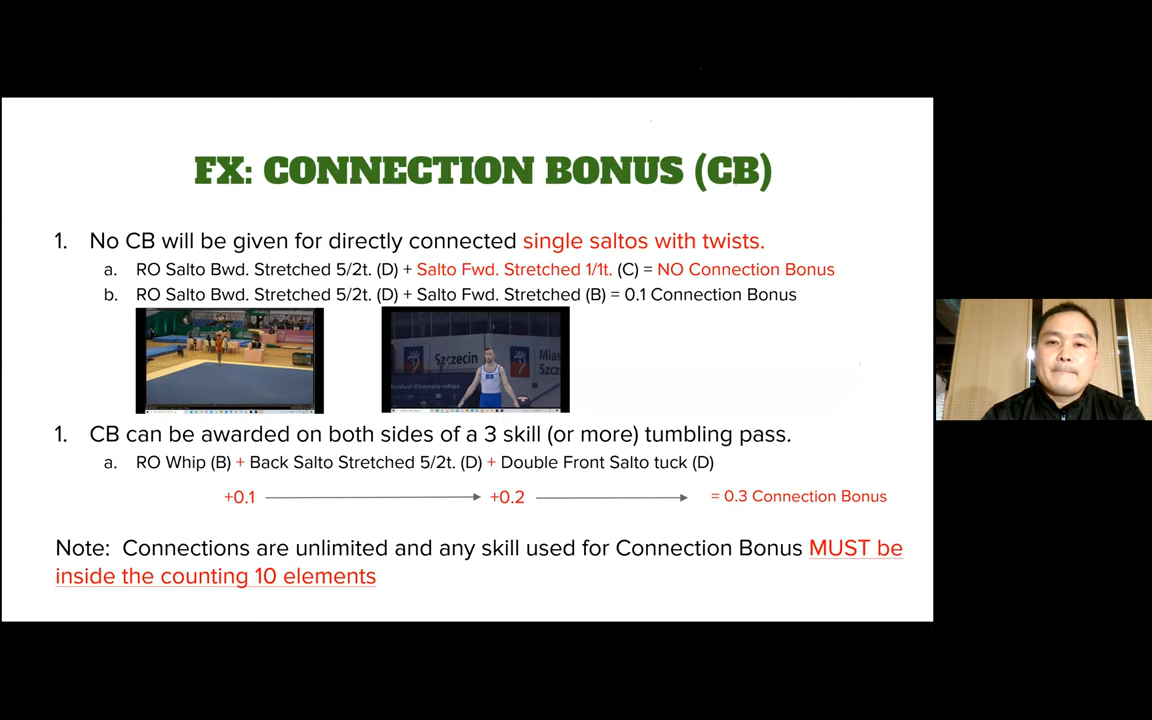 FX: CONNECTION BONUS (CB)
1. No CB will be given for directly connected single saltos with twists.
a. RO Salto Bwd. Stretched 5/2t. (D) + Salto Fwd. Stretched 1/1t. (C) = NO Connection Bonus
b. RO Salto Bwd. Stretched 5/2t. (D) + Salto Fwd. Stretched (B) = 0.1 Connection Bonus
Szczecin
Mias
Szcz
dividual Championships
1. CB can be awarded on both sides of a 3 skill (or more) tumbling pass.
a. RO Whip (B) + Back Salto Stretched 5/2t. (D) + Double Front Salto tuck (D)
+0.1 +0.2 = 0.3 Connection Bonus
Note: Connections are unlimited and any skill used for Connection Bonus MUST be
inside the counting 10 elements